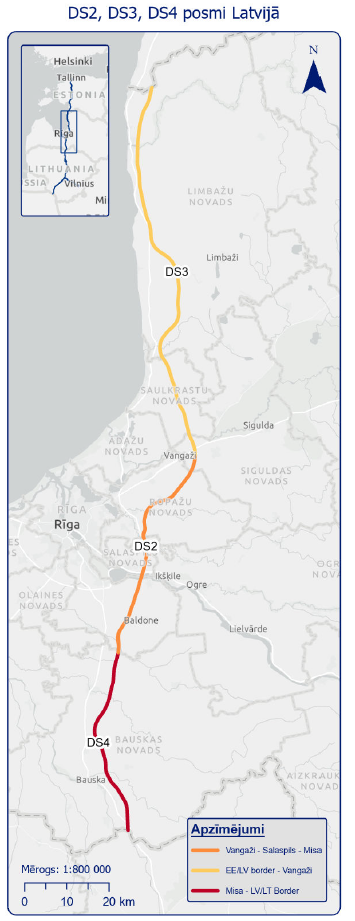 DS2, DS3, DS4 posmi Latvijā
Helsinki
Tallinn
ESTONIA
Rīga
LITHUANIA
SSIA
Vilnius
Mi
N
LIMBAŽU
NOVADS
Limbaži
DS3
SAULKRASTU
NOVADS
Sigulda
ĀDAŽU
NOVADS
Vangaži
SIGULDAS
NOVADS
ROPAŽU
NOVADS
RĪGA
Rīga
DS2
SALASPILS
NOVADS
Ikšķile
Ogre
OGRE
NOV
OLAINES
NOVADS
Baldone
Lielvārde
DS4
BAUSKAS
NOVADS
Bauska
AIZKRAUK
NOVADS
Apzīmējumi
Vangaži - Salaspils - Misa
EE/LV border - Vangaži
Misa - LV/LT Border
Mērogs: 1:800 000
0 10 20 km